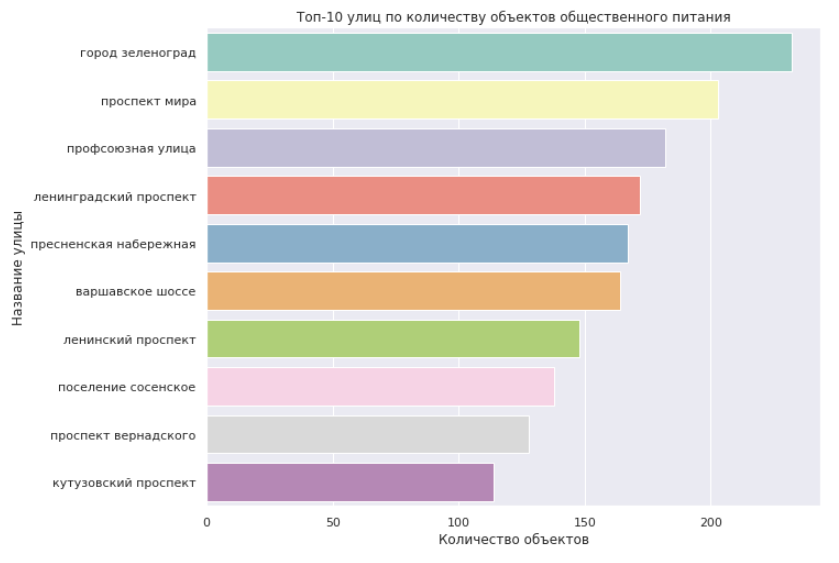 Топ-10 улиц по количеству объектов общественного питания
Название улицы
город зеленоград
проспект мира
профсоюзная улица
ленинградский проспект
пресненская набережная
варшавское шоссе
ленинский проспект
поселение сосенское
проспект вернадского
кутузовский проспект
0 50 100 150 200
Количество объектов